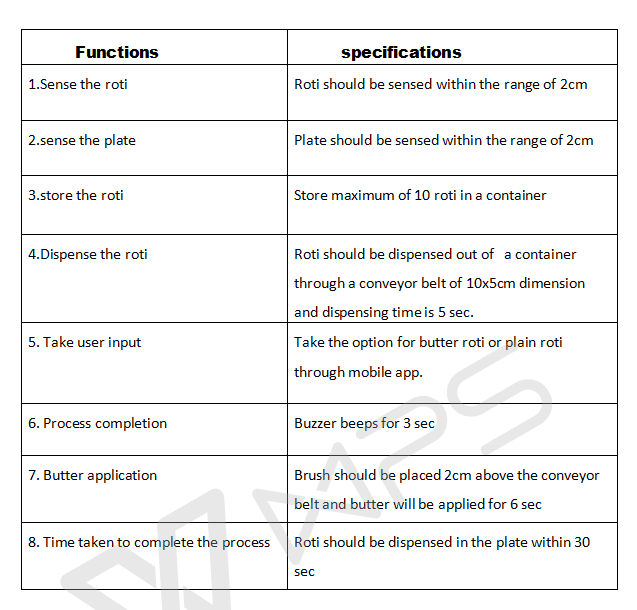 Functions
specifications
1.Sense the roti
Roti should be sensed within the range of 2cm
2.sense the plate
Plate should be sensed within the range of 2cm
3.store the roti
Store maximum of 10 roti in a container
4.Dispense the roti
Roti should be dispensed out of a container
through a conveyor belt of 10x5cm dimension
and dispensing time is 5 sec.
5. Take user input
Take the option for butter roti or plain roti
through mobile app.
6. Process completion
Buzzer beeps for 3 sec
7. Butter application
Brush should be placed 2cm above the conveyor
belt and butter will be applied for 6 sec
8. Time taken to complete the process
Roti should be dispensed in the plate within 30
sec
WPS